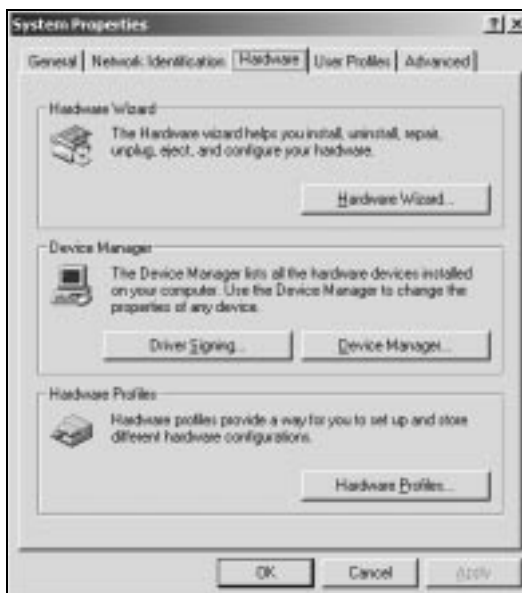 System Properties
General
Network Identification
Hardware
User Profiles
Advanced
Hardware Wizard
The Hardware wizard helps you install, uninstall, repair,
unplug, eject, and configure your hardware.
Hardware Wizard...
Device Manager
The Device Manager lists all the hardware devices installed
on your computer. Use the Device Manager to change the
properties of any device.
Driver Signing...
Device Manager...
Hardware Profiles
Hardware profiles provide a way for you to set up and store
different hardware configurations.
Hardware Profiles...
OK
Cancel
Apply